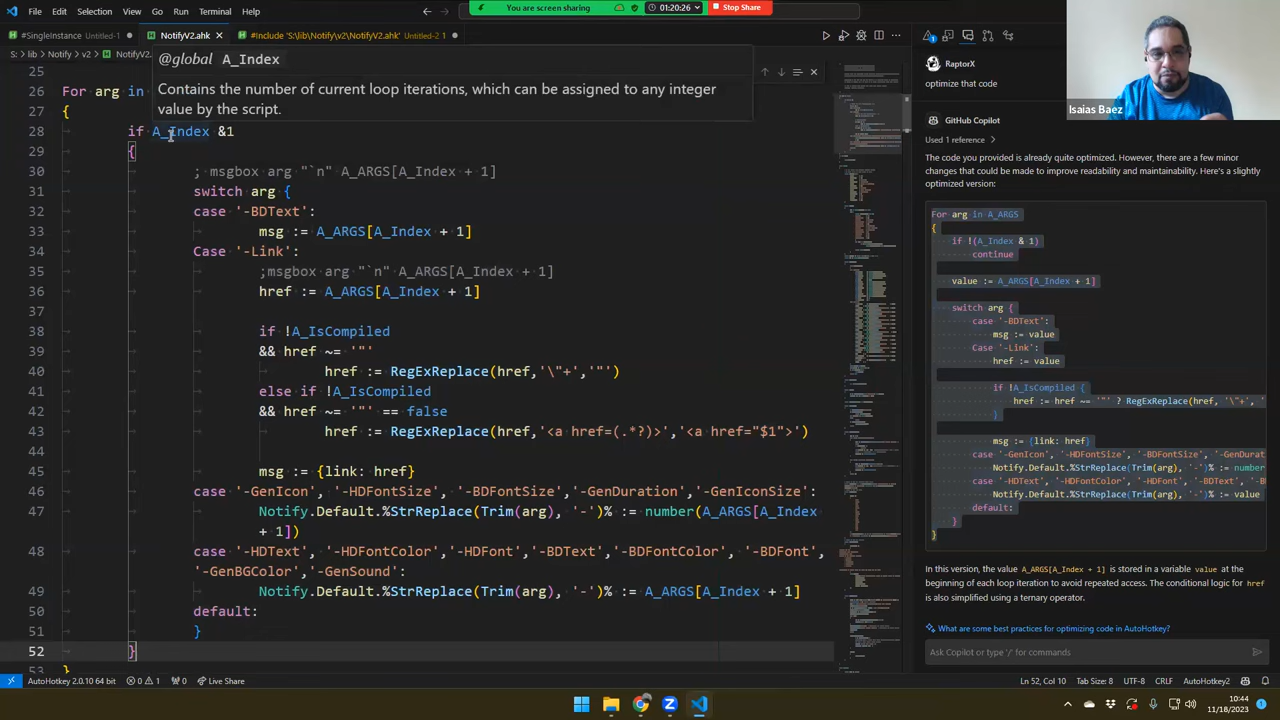 File Edit Selection View Go Run Terminal Help
You are screen sharing
01:20:26
Stop Share
#SingleInstance Untitled-1
NotifyV2.ahk
#Include 'S:\lib\Notify\v2\NotifyV2.ahk' Untitled-2 1
S: > lib > Notify > v2 > NotifyV2.
@global A_Index
The number of current loop iterations, which can be assigned to any integer
value by the script.
25
26 For arg in
27 {
28 if A_Index &1
29 {
30 ; msgbox arg "`n" A_ARGS[A_Index + 1]
31 switch arg {
32 case '-BDText':
33 msg := A_ARGS[A_Index + 1]
34 Case '-Link':
35 ;msgbox arg "`n" A_ARGS[A_Index + 1]
36 href := A_ARGS[A_Index + 1]
37
38 if !A_IsCompiled
39 && href ~= '"'
40 href := RegExReplace(href,'\"+','"')
41 else if A_IsCompiled
42 && href ~= '"' == false
43 href := RegExReplace(href,'<a href=(.*?)>','<a href="$1">')
44
45 msg := {link: href}
46 case '-GenIcon','-HDFontSize','-BDFontSize','-GenDuration','-GenIconSize':
47 Notify.Default.%StrReplace(Trim(arg), '-')% := number(A_ARGS[A_Index
+ 1])
48 case '-HDText','-HDFontColor','-HDFont','-BDText','-BDFontColor','-BDFont',
'-GenBGColor','-GenSound':
49 Notify.Default.%StrReplace(Trim(arg), '-')% := A_ARGS[A_Index + 1]
50 default:
51 }
52 }
53 }
RaptorX
optimize that code
GitHub Copilot
Used 1 reference
The code you provided is already quite optimized. However, there are a few minor
changes that could be made to improve readability and maintainability. Here's a slightly
optimized version:
For arg in A_ARGS
{
if !(A_Index & 1)
continue
value := A_ARGS[A_Index + 1]
switch arg {
case '-BDText':
msg := value
Case '-Link':
href := value
if !A_IsCompiled {
href := href ~= '"' ? RegExReplace(href, '\"+',
}
msg := {link: href}
case '-GenIcon', '-HDFontSize', '-BDFontSize', '-GenDurat
Notify.Default.%StrReplace(Trim(arg), '-')% := number
case '-HDText', '-HDFontColor', '-HDFont', '-BDText', '-B
Notify.Default.%StrReplace(Trim(arg), '-')% := value
default:
}
}
In this version, the value A_ARGS[A_Index + 1] is stored in a variable value at the
beginning of each loop iteration to avoid repeated array access. The conditional logic for href
is also simplified using a ternary operator.
What are some best practices for optimizing code in AutoHotkey?
Ask Copilot or type '/' for commands
Isaias Baez
AutoHotkey 2.0.10 64 bit
0 1
0
Live Share
Ln 52, Col 10 Tab Size: 8 UTF-8 CRLF AutoHotkey2
10:44
11/18/2023